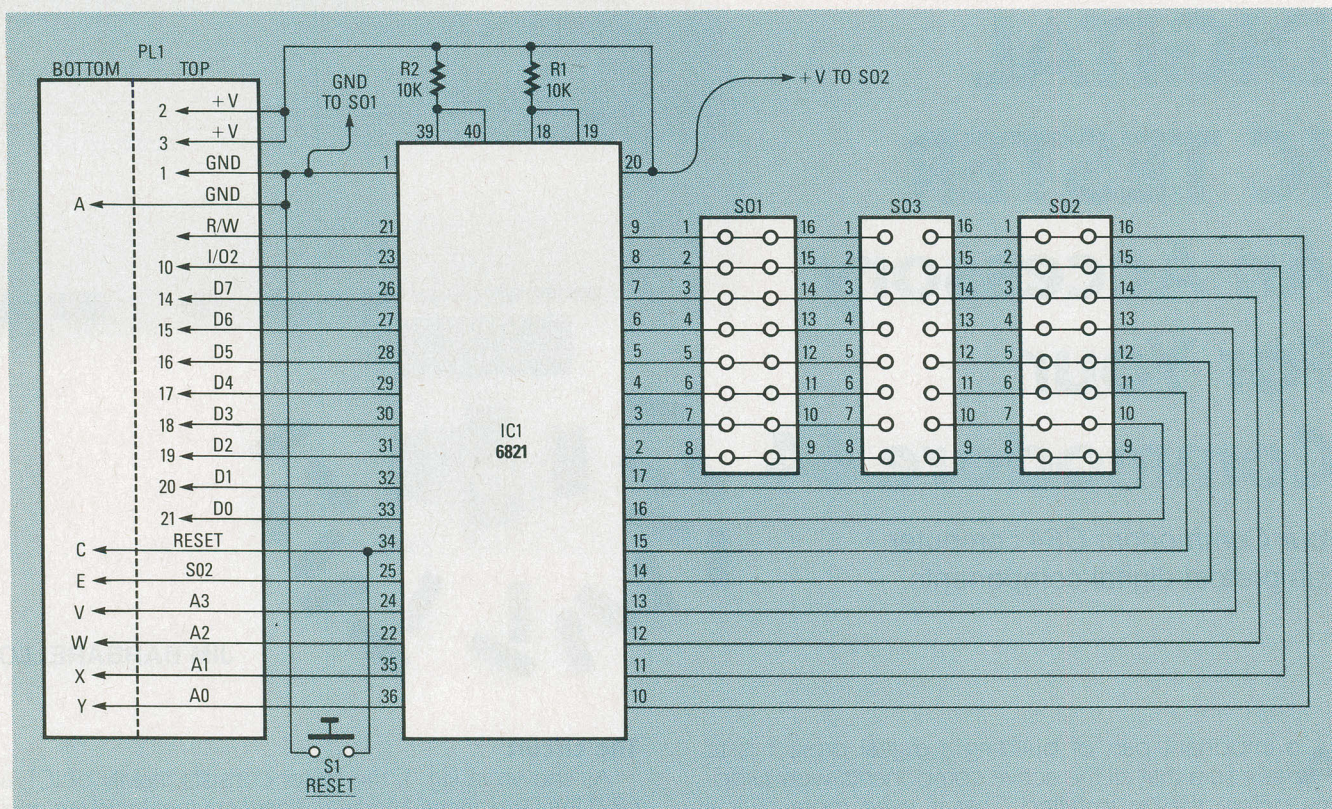 PL1
BOTTOM TOP
2 +V
3 +V
1 GND
A GND
R/W
10 I/O2
14 D7
15 D6
16 D5
17 D4
18 D3
19 D2
20 D1
21 D0
C RESET
E S02
V A3
W A2
X A1
Y A0
GND
TO SO1
R2
10K
R1
10K
+V TO SO2
39 40 18 19
1
21
23
26
27
28
29
30
31
32
33
34
25
24
22
35
36
IC1
6821
20
9
8
7
6
5
4
3
2
17
16
15
14
13
12
11
10
SO1
1 16
2 15
3 14
4 13
5 12
6 11
7 10
8 9
SO3
1 16
2 15
3 14
4 13
5 12
6 11
7 10
8 9
SO2
1 16
2 15
3 14
4 13
5 12
6 11
7 10
8 9
S1
RESET